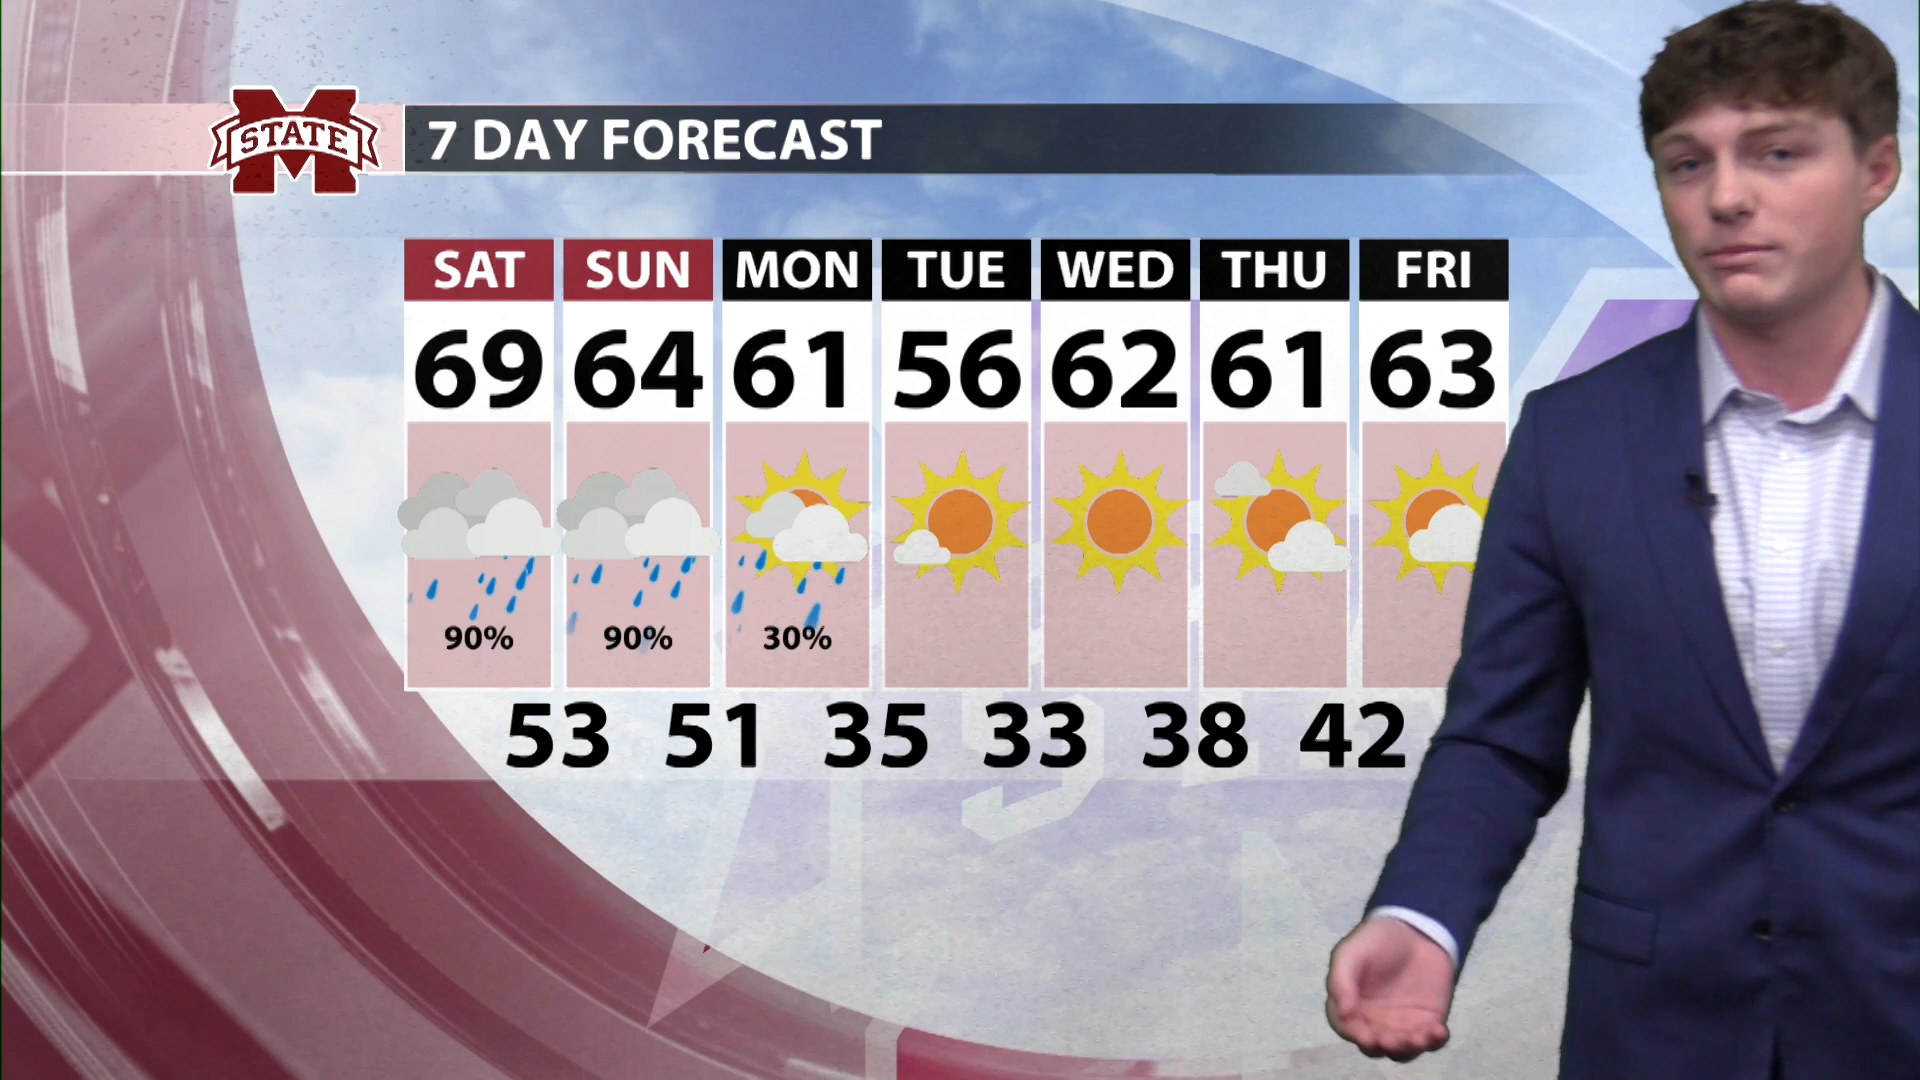 STATE
7 DAY FORECAST
SAT SUN MON TUE WED THU FRI
69 64 61 56 62 61 63
90% 90% 30%
53 51 35 33 38 42